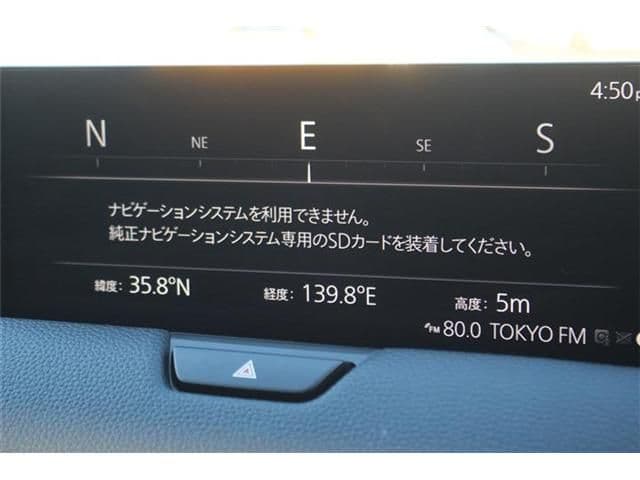 4:50
N NE E SE S
ナビゲーションシステムを利用できません。
純正ナビゲーションシステム専用のSDカードを装着してください。
緯度: 35.8°N 経度: 139.8°E 高度: 5m
FM 80.0 TOKYO FM